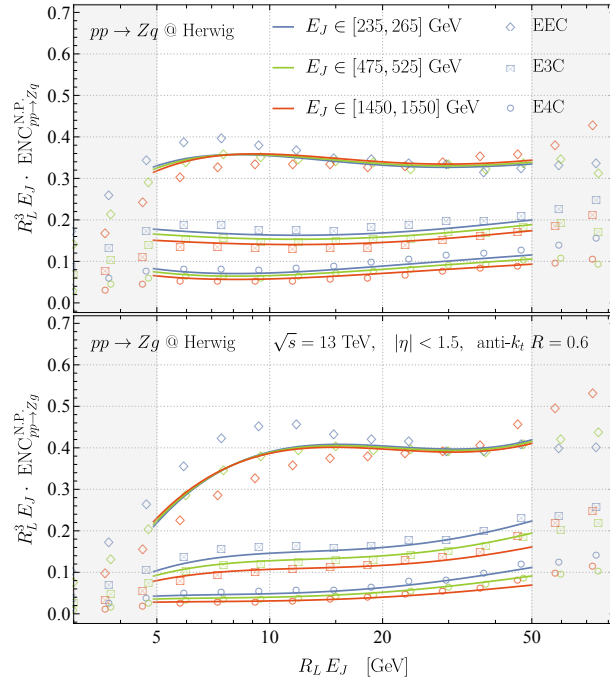 0.7
0.6
0.5
0.4
0.3
0.2
0.1
0.0
R_L^3 E_J · ENC^{N.P.}_{pp→Zq}
pp → Zq @ Herwig
E_J ∈ [235, 265] GeV
E_J ∈ [475, 525] GeV
E_J ∈ [1450, 1550] GeV
EEC
E3C
E4C
0.7
0.6
0.5
0.4
0.3
0.2
0.1
0.0
R_L^3 E_J · ENC^{N.P.}_{pp→Zg}
pp → Zg @ Herwig √s = 13 TeV, |η| < 1.5, anti-k_t R = 0.6
5 10 20 50
R_L E_J [GeV]